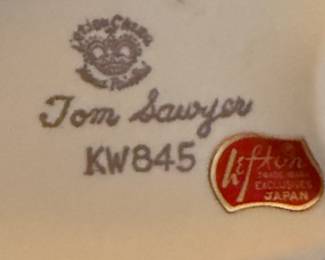 Lefton China
Hand Painted
Tom Sawyer
KW845
Lefton
TRADE MARK
EXCLUSIVES
JAPAN